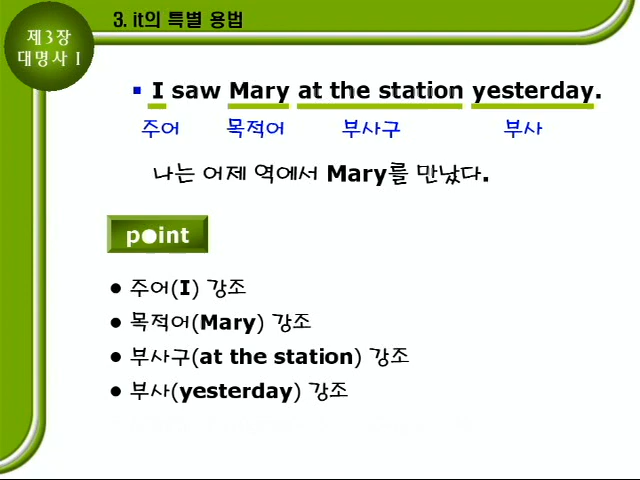 3. it의 특별 용법
제3장
대명사 I
I saw Mary at the station yesterday.
주어 목적어 부사구 부사
나는 어제 역에서 Mary를 만났다.
point
● 주어(I) 강조
● 목적어(Mary) 강조
● 부사구(at the station) 강조
● 부사(yesterday) 강조